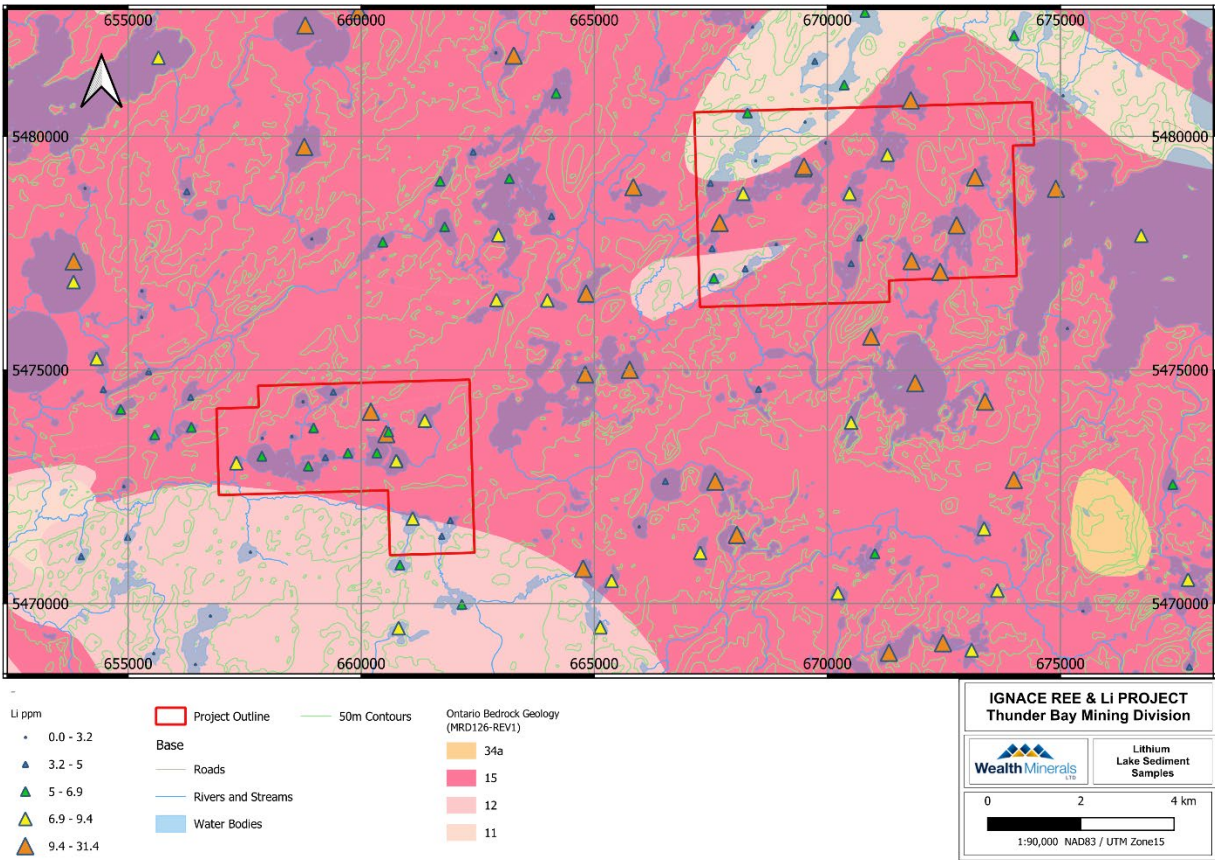 655000 660000 665000 670000 675000
5480000 5480000
5475000 5475000
5470000 5470000
655000 660000 665000 670000 675000
-
Li ppm
0.0 - 3.2
3.2 - 5
5 - 6.9
6.9 - 9.4
9.4 - 31.4
Project Outline
50m Contours
Base
Roads
Rivers and Streams
Water Bodies
Ontario Bedrock Geology
(MRD126-REV1)
34a
15
12
11
IGNACE REE & Li PROJECT
Thunder Bay Mining Division
Wealth Minerals
LTD
Lithium
Lake Sediment
Samples
0 2 4 km
1:90,000 NAD83 / UTM Zone15